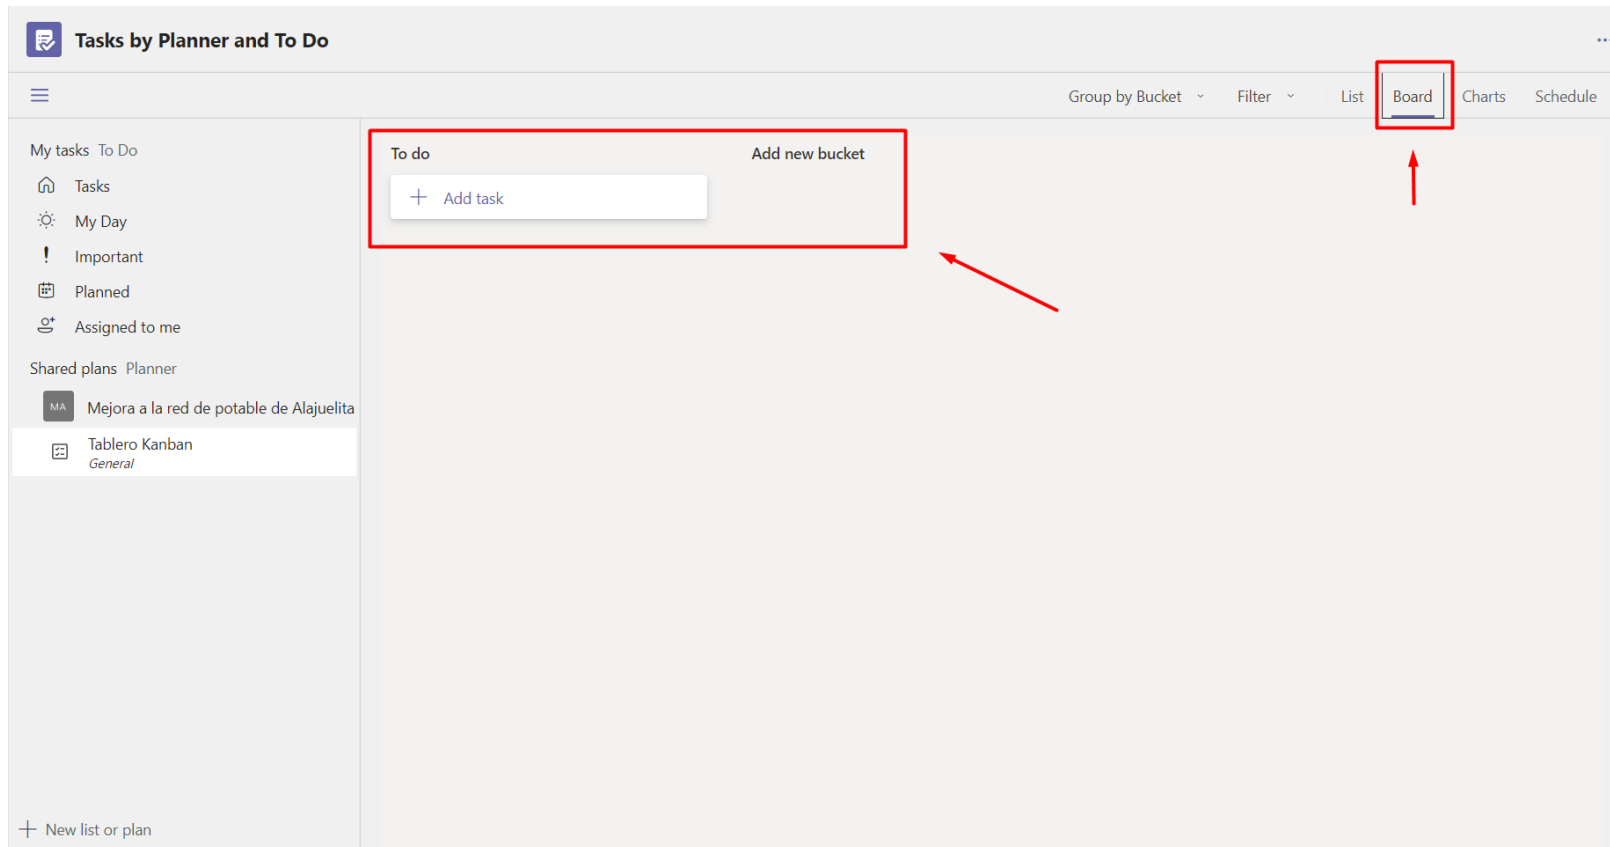 Tasks by Planner and To Do
Group by Bucket Filter List Board Charts Schedule
My tasks To Do
Tasks
My Day
Important
Planned
Assigned to me
Shared plans Planner
MA Mejora a la red de potable de Alajuelita
Tablero Kanban
General
New list or plan
To do Add new bucket
Add task